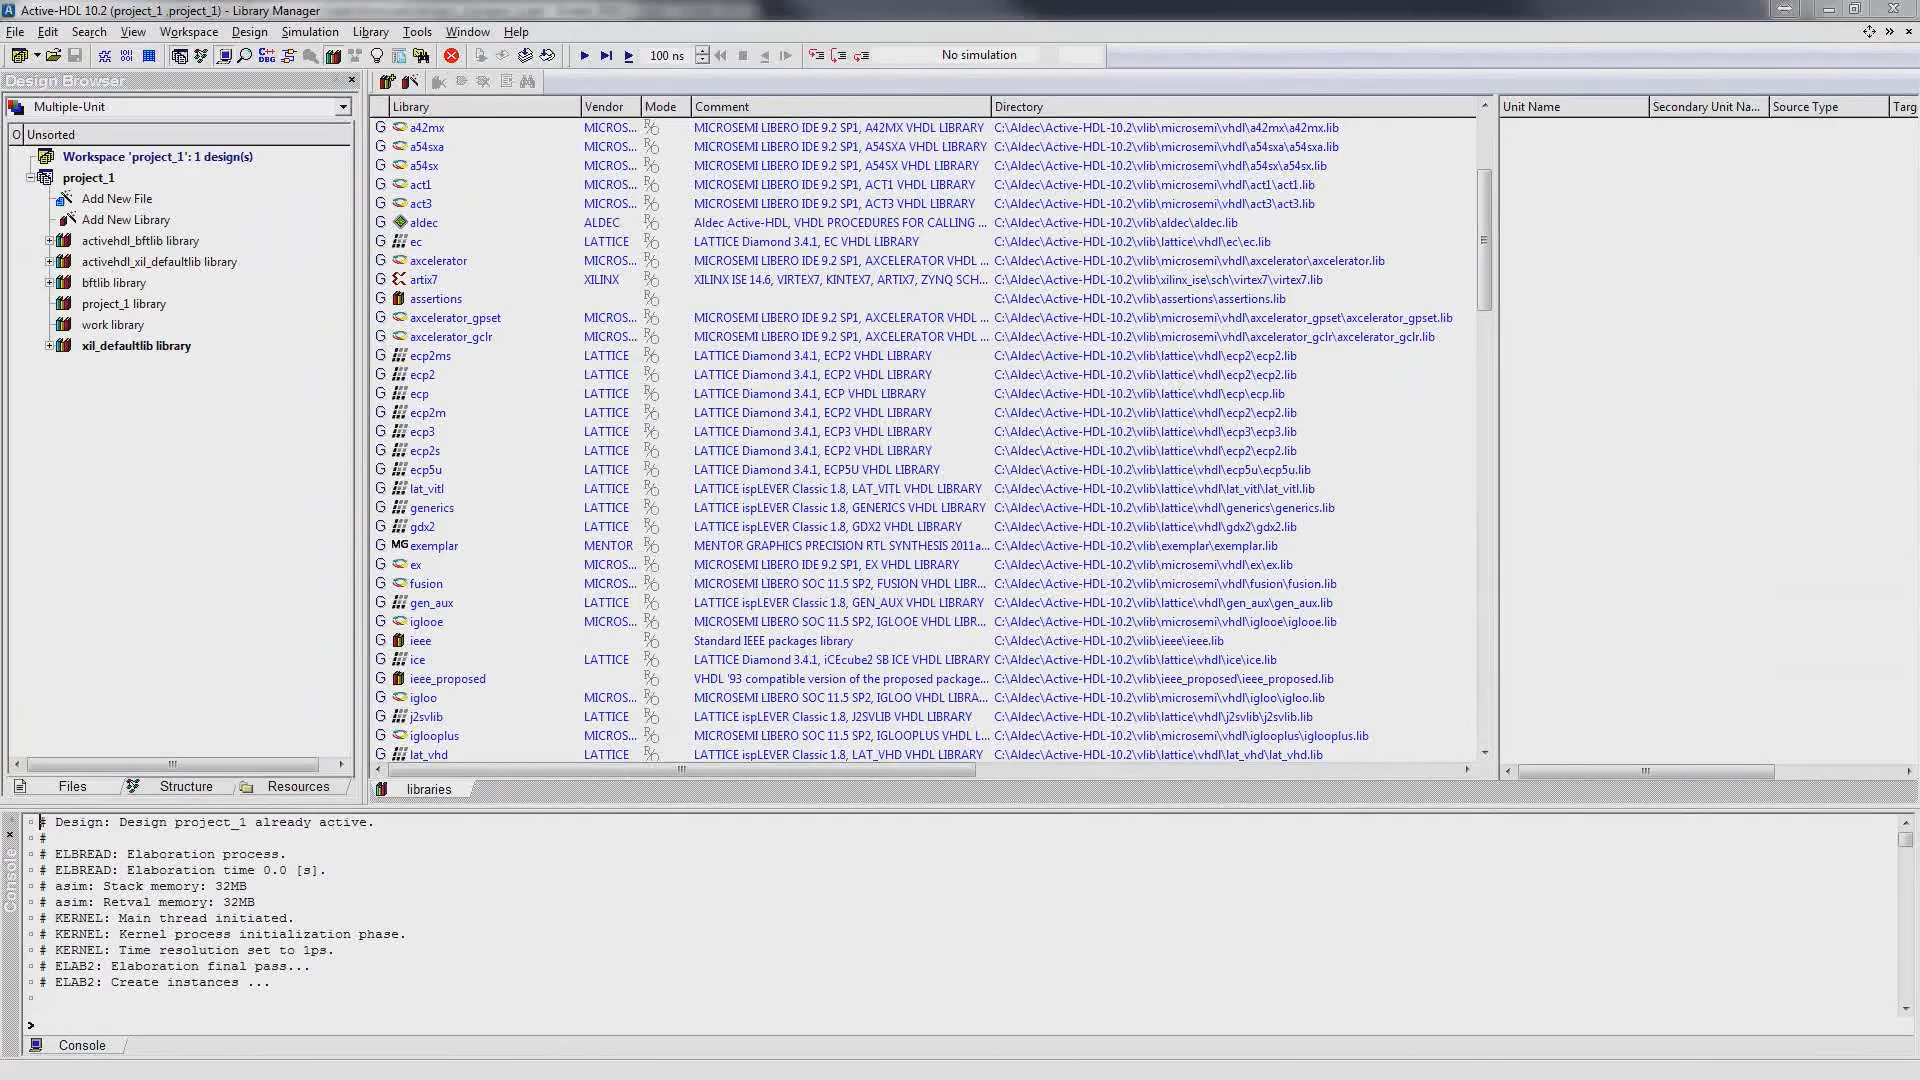 Active-HDL 10.2 (project_1 ,project_1) - Library Manager
File Edit Search View Workspace Design Simulation Library Tools Window Help
100 ns No simulation
Design Browser
Multiple-Unit
O Unsorted
Workspace 'project_1': 1 design(s)
project_1
Add New File
Add New Library
activehdl_bftlib library
activehdl_xil_defaultlib library
bftlib library
project_1 library
work library
xil_defaultlib library
Files Structure Resources
Library Vendor Mode Comment Directory
G a42mx MICROS... R/O MICROSEMI LIBERO IDE 9.2 SP1, A42MX VHDL LIBRARY C:\Aldec\Active-HDL-10.2\vlib\microsemi\vhdl\a42mx\a42mx.lib
G a54sxa MICROS... R/O MICROSEMI LIBERO IDE 9.2 SP1, A54SXA VHDL LIBRARY C:\Aldec\Active-HDL-10.2\vlib\microsemi\vhdl\a54sxa\a54sxa.lib
G a54sx MICROS... R/O MICROSEMI LIBERO IDE 9.2 SP1, A54SX VHDL LIBRARY C:\Aldec\Active-HDL-10.2\vlib\microsemi\vhdl\a54sx\a54sx.lib
G act1 MICROS... R/O MICROSEMI LIBERO IDE 9.2 SP1, ACT1 VHDL LIBRARY C:\Aldec\Active-HDL-10.2\vlib\microsemi\vhdl\act1\act1.lib
G act3 MICROS... R/O MICROSEMI LIBERO IDE 9.2 SP1, ACT3 VHDL LIBRARY C:\Aldec\Active-HDL-10.2\vlib\microsemi\vhdl\act3\act3.lib
G aldec ALDEC R/O Aldec Active-HDL, VHDL PROCEDURES FOR CALLING ... C:\Aldec\Active-HDL-10.2\vlib\aldec\aldec.lib
G ec LATTICE R/O LATTICE Diamond 3.4.1, EC VHDL LIBRARY C:\Aldec\Active-HDL-10.2\vlib\lattice\vhdl\ec\ec.lib
G axcelerator MICROS... R/O MICROSEMI LIBERO IDE 9.2 SP1, AXCELERATOR VHDL ... C:\Aldec\Active-HDL-10.2\vlib\microsemi\vhdl\axcelerator\axcelerator.lib
G artix7 XILINX R/O XILINX ISE 14.6, VIRTEX7, KINTEX7, ARTIX7, ZYNQ SCH... C:\Aldec\Active-HDL-10.2\vlib\xilinx_ise\sch\virtex7\virtex7.lib
G assertions R/O C:\Aldec\Active-HDL-10.2\vlib\assertions\assertions.lib
G axcelerator_gpset MICROS... R/O MICROSEMI LIBERO IDE 9.2 SP1, AXCELERATOR VHDL ... C:\Aldec\Active-HDL-10.2\vlib\microsemi\vhdl\axcelerator_gpset\axcelerator_gpset.lib
G axcelerator_gclr MICROS... R/O MICROSEMI LIBERO IDE 9.2 SP1, AXCELERATOR VHDL ... C:\Aldec\Active-HDL-10.2\vlib\microsemi\vhdl\axcelerator_gclr\axcelerator_gclr.lib
G ecp2ms LATTICE R/O LATTICE Diamond 3.4.1, ECP2 VHDL LIBRARY C:\Aldec\Active-HDL-10.2\vlib\lattice\vhdl\ecp2\ecp2.lib
G ecp2 LATTICE R/O LATTICE Diamond 3.4.1, ECP2 VHDL LIBRARY C:\Aldec\Active-HDL-10.2\vlib\lattice\vhdl\ecp2\ecp2.lib
G ecp LATTICE R/O LATTICE Diamond 3.4.1, ECP VHDL LIBRARY C:\Aldec\Active-HDL-10.2\vlib\lattice\vhdl\ecp\ecp.lib
G ecp2m LATTICE R/O LATTICE Diamond 3.4.1, ECP2 VHDL LIBRARY C:\Aldec\Active-HDL-10.2\vlib\lattice\vhdl\ecp2\ecp2.lib
G ecp3 LATTICE R/O LATTICE Diamond 3.4.1, ECP3 VHDL LIBRARY C:\Aldec\Active-HDL-10.2\vlib\lattice\vhdl\ecp3\ecp3.lib
G ecp2s LATTICE R/O LATTICE Diamond 3.4.1, ECP2 VHDL LIBRARY C:\Aldec\Active-HDL-10.2\vlib\lattice\vhdl\ecp2\ecp2.lib
G ecp5u LATTICE R/O LATTICE Diamond 3.4.1, ECP5U VHDL LIBRARY C:\Aldec\Active-HDL-10.2\vlib\lattice\vhdl\ecp5u\ecp5u.lib
G lat_vitl LATTICE R/O LATTICE ispLEVER Classic 1.8, LAT_VITL VHDL LIBRARY C:\Aldec\Active-HDL-10.2\vlib\lattice\vhdl\lat_vitl\lat_vitl.lib
G generics LATTICE R/O LATTICE ispLEVER Classic 1.8, GENERICS VHDL LIBRARY C:\Aldec\Active-HDL-10.2\vlib\lattice\vhdl\generics\generics.lib
G gdx2 LATTICE R/O LATTICE ispLEVER Classic 1.8, GDX2 VHDL LIBRARY C:\Aldec\Active-HDL-10.2\vlib\lattice\vhdl\gdx2\gdx2.lib
G MG exemplar MENTOR R/O MENTOR GRAPHICS PRECISION RTL SYNTHESIS 2011a... C:\Aldec\Active-HDL-10.2\vlib\exemplar\exemplar.lib
G ex MICROS... R/O MICROSEMI LIBERO IDE 9.2 SP1, EX VHDL LIBRARY C:\Aldec\Active-HDL-10.2\vlib\microsemi\vhdl\ex\ex.lib
G fusion MICROS... R/O MICROSEMI LIBERO SOC 11.5 SP2, FUSION VHDL LIBR... C:\Aldec\Active-HDL-10.2\vlib\microsemi\vhdl\fusion\fusion.lib
G gen_aux LATTICE R/O LATTICE ispLEVER Classic 1.8, GEN_AUX VHDL LIBRARY C:\Aldec\Active-HDL-10.2\vlib\lattice\vhdl\gen_aux\gen_aux.lib
G iglooe MICROS... R/O MICROSEMI LIBERO SOC 11.5 SP2, IGLOOE VHDL LIBR... C:\Aldec\Active-HDL-10.2\vlib\microsemi\vhdl\iglooe\iglooe.lib
G ieee R/O Standard IEEE packages library C:\Aldec\Active-HDL-10.2\vlib\ieee\ieee.lib
G ice LATTICE R/O LATTICE Diamond 3.4.1, iCEcube2 SB ICE VHDL LIBRARY C:\Aldec\Active-HDL-10.2\vlib\lattice\vhdl\ice\ice.lib
G ieee_proposed R/O VHDL '93 compatible version of the proposed package... C:\Aldec\Active-HDL-10.2\vlib\ieee_proposed\ieee_proposed.lib
G igloo MICROS... R/O MICROSEMI LIBERO SOC 11.5 SP2, IGLOO VHDL LIBRA... C:\Aldec\Active-HDL-10.2\vlib\microsemi\vhdl\igloo\igloo.lib
G j2svlib LATTICE R/O LATTICE ispLEVER Classic 1.8, J2SVLIB VHDL LIBRARY C:\Aldec\Active-HDL-10.2\vlib\lattice\vhdl\j2svlib\j2svlib.lib
G iglooplus MICROS... R/O MICROSEMI LIBERO SOC 11.5 SP2, IGLOOPLUS VHDL L... C:\Aldec\Active-HDL-10.2\vlib\microsemi\vhdl\iglooplus\iglooplus.lib
G lat_vhd LATTICE R/O LATTICE ispLEVER Classic 1.8, LAT_VHD VHDL LIBRARY C:\Aldec\Active-HDL-10.2\vlib\lattice\vhdl\lat_vhd\lat_vhd.lib
libraries
Unit Name Secondary Unit Na... Source Type Targ
# Design: Design project_1 already active.
#
# ELBREAD: Elaboration process.
# ELBREAD: Elaboration time 0.0 [s].
# asim: Stack memory: 32MB
# asim: Retval memory: 32MB
# KERNEL: Main thread initiated.
# KERNEL: Kernel process initialization phase.
# KERNEL: Time resolution set to 1ps.
# ELAB2: Elaboration final pass...
# ELAB2: Create instances ...
>
Console
Console